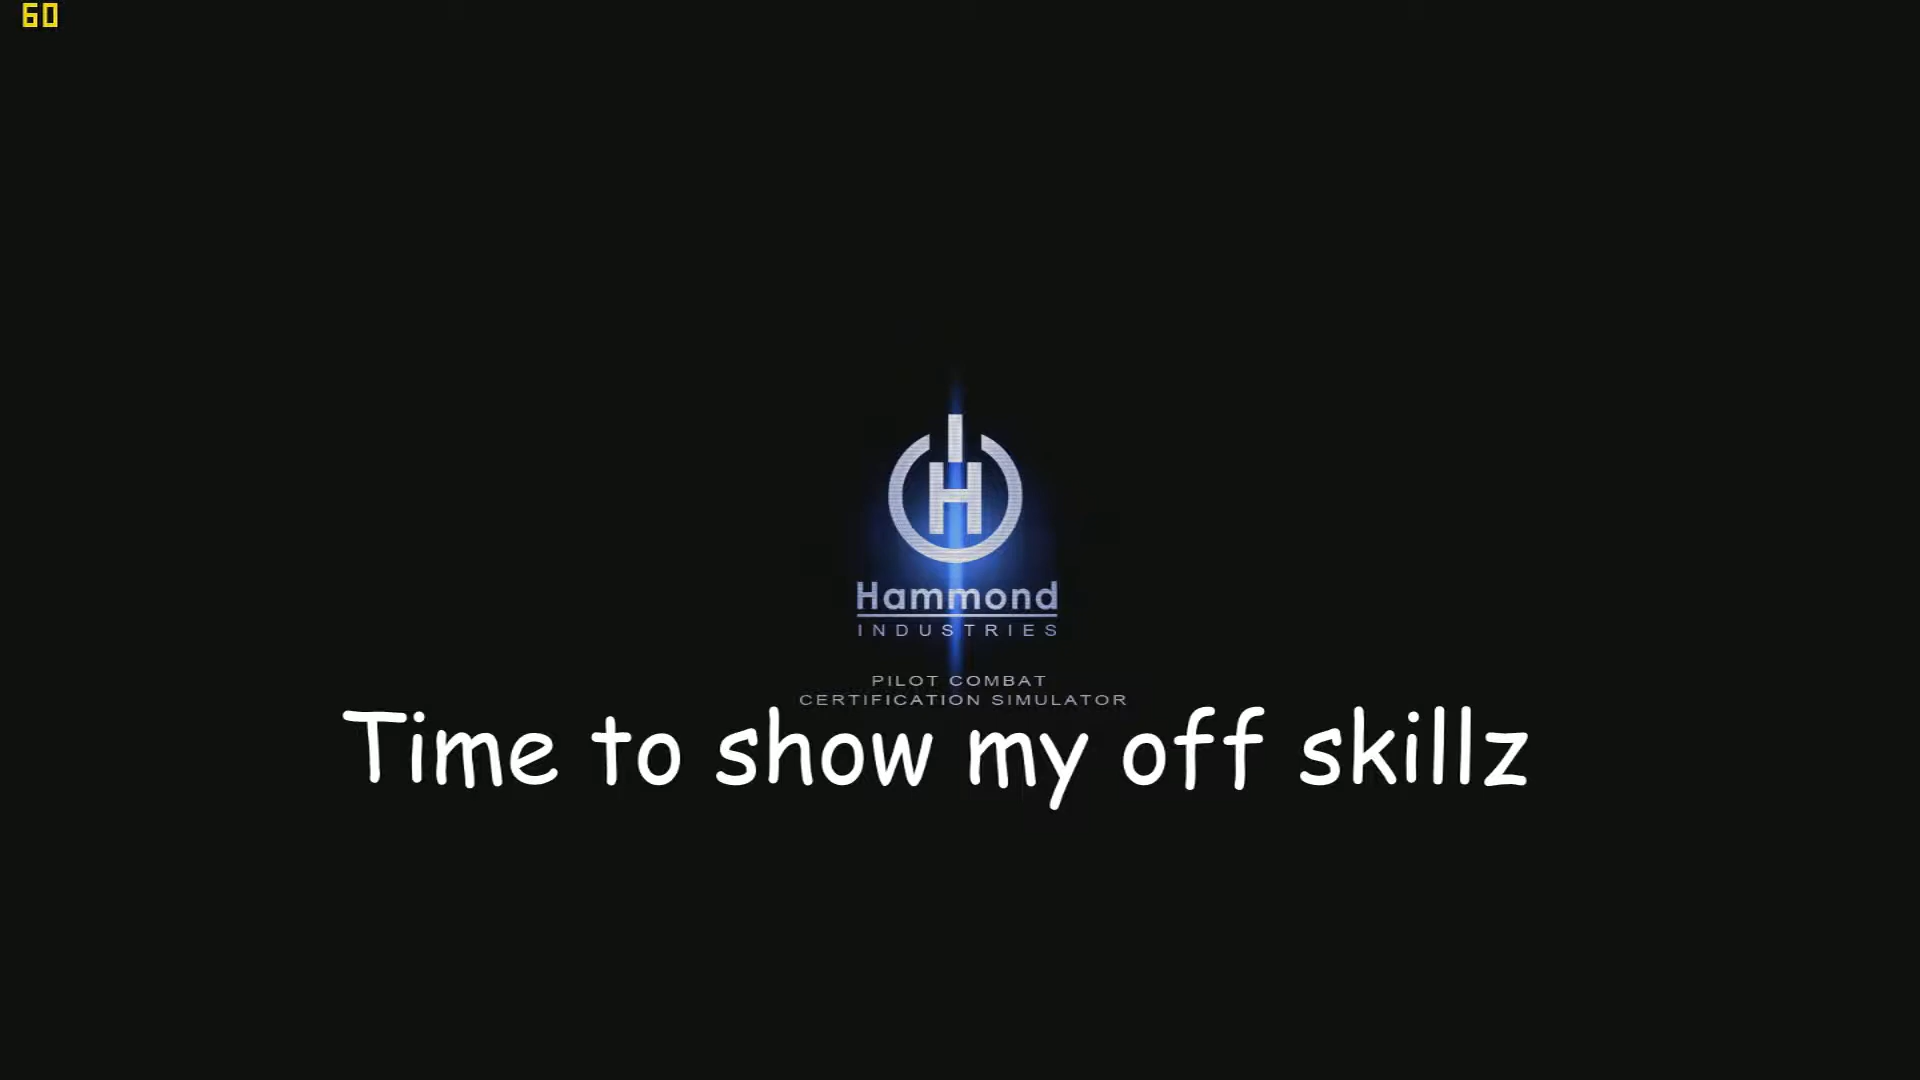 60
H
Hammond
INDUSTRIES
PILOT COMBAT
CERTIFICATION SIMULATOR
Time to show my off skillz